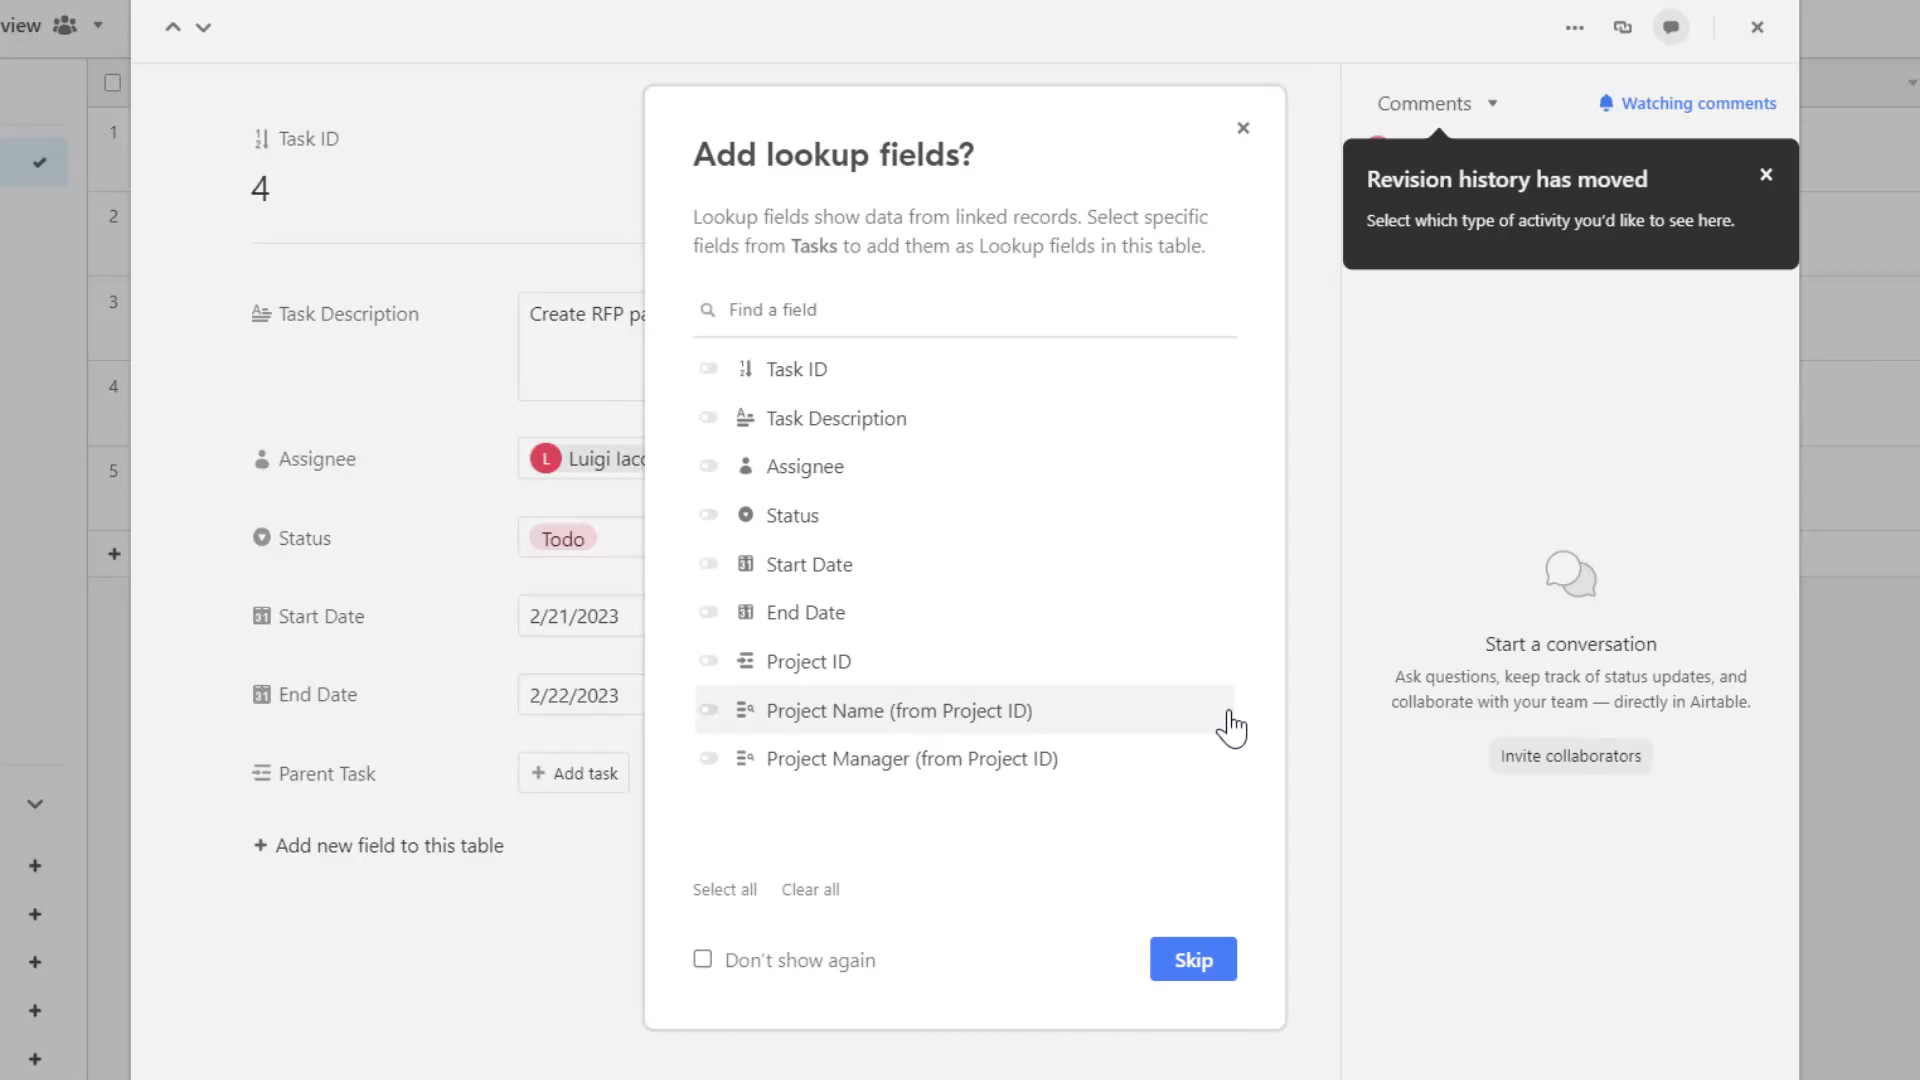 view
1
2
3
4
5
Task ID
4
Task Description
Create RFP pa
Assignee
L Luigi Iacc
Status
Todo
Start Date
2/21/2023
End Date
2/22/2023
Parent Task
+ Add task
+ Add new field to this table
Add lookup fields?
Lookup fields show data from linked records. Select specific
fields from Tasks to add them as Lookup fields in this table.
Find a field
Task ID
Task Description
Assignee
Status
Start Date
End Date
Project ID
Project Name (from Project ID)
Project Manager (from Project ID)
Select all Clear all
Don't show again
Skip
Comments
Watching comments
Revision history has moved
Select which type of activity you'd like to see here.
Start a conversation
Ask questions, keep track of status updates, and
collaborate with your team — directly in Airtable.
Invite collaborators